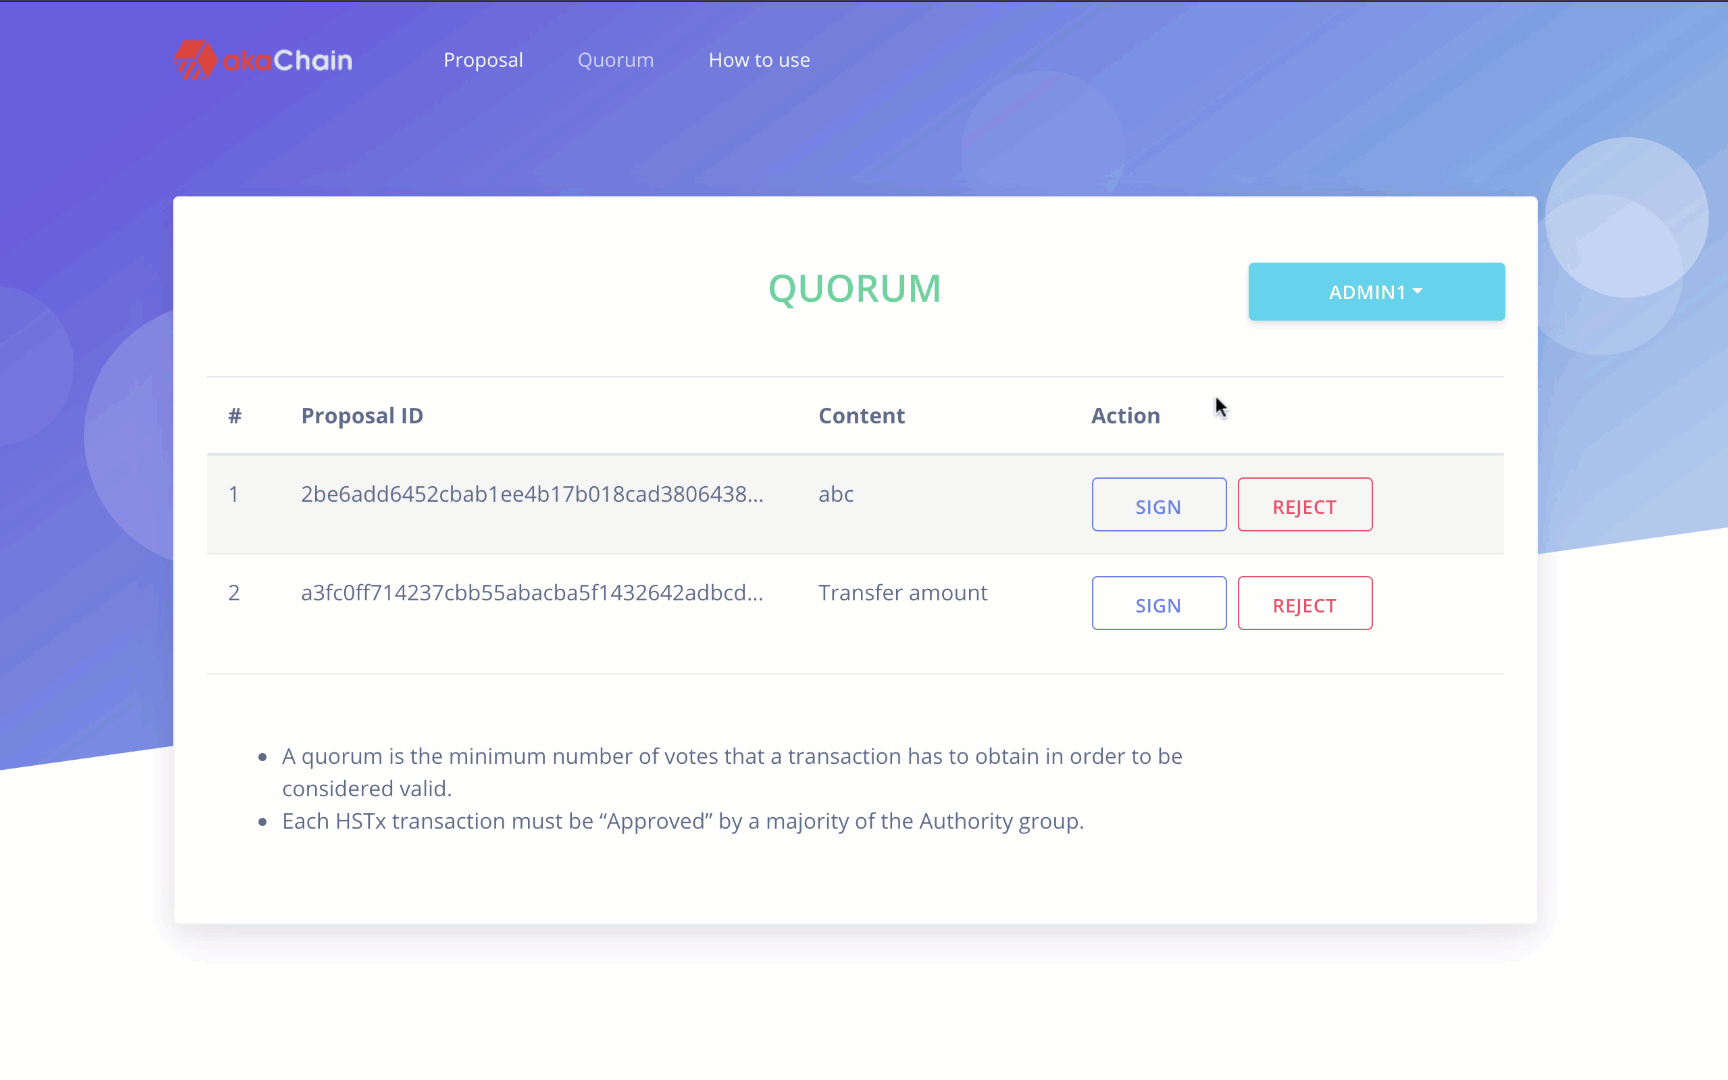 okaChain Proposal Quorum How to use
QUORUM
ADMIN1
# Proposal ID Content Action
1 2be6add6452cbab1ee4b17b018cad3806438... abc SIGN REJECT
2 a3fc0ff714237cbb55abacba5f1432642adbcd... Transfer amount SIGN REJECT
• A quorum is the minimum number of votes that a transaction has to obtain in order to be
considered valid.
• Each HSTx transaction must be “Approved” by a majority of the Authority group.